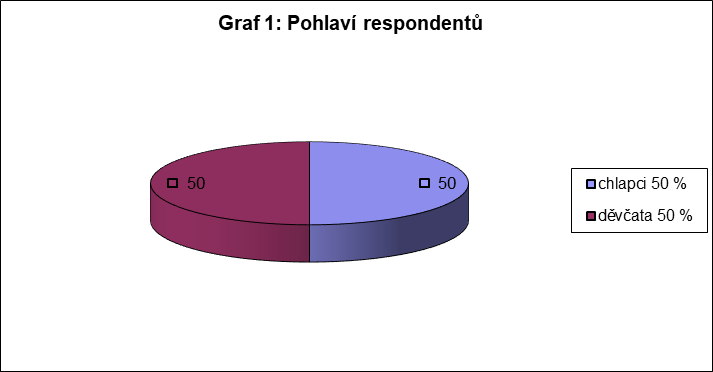 Graf 1: Pohlaví respondentů
50
50
chlapci 50 %
děvčata 50 %